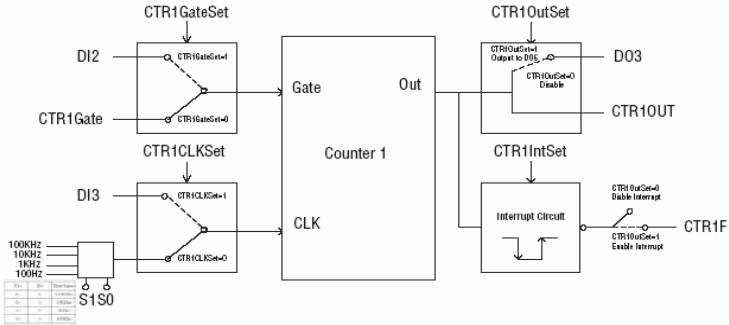 CTR1GateSet
CTR1OutSet
DI2
CTR1GateSet=1
CTR1Gate
CTR1GateSet=0
Gate
Out
Counter 1
CLK
CTR1OutSet=1
Output to DO6
CTR1OutSet=0
Disable
DO3
CTR1OUT
CTR1CLKSet
CTR1IntSet
DI3
CTR1CLKSet=1
CTR1CLKSet=0
Interrupt Circuit
CTR1OutSet=0
Diable Interrupt
CTR1F
CTR1OutSet=1
Enable Interrupt
100KHz
10KHz
1KHz
100Hz
S1S0